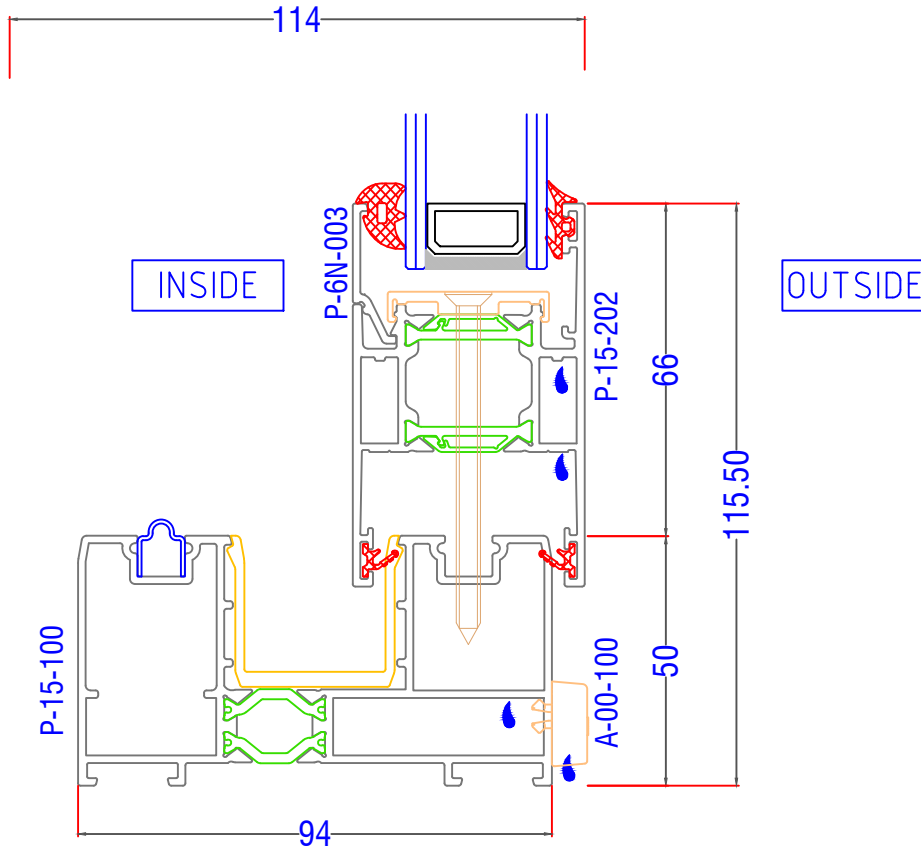 114
P-6N-003
INSIDE
OUTSIDE
P-15-202
66
115.50
P-15-100
A-00-100
50
94